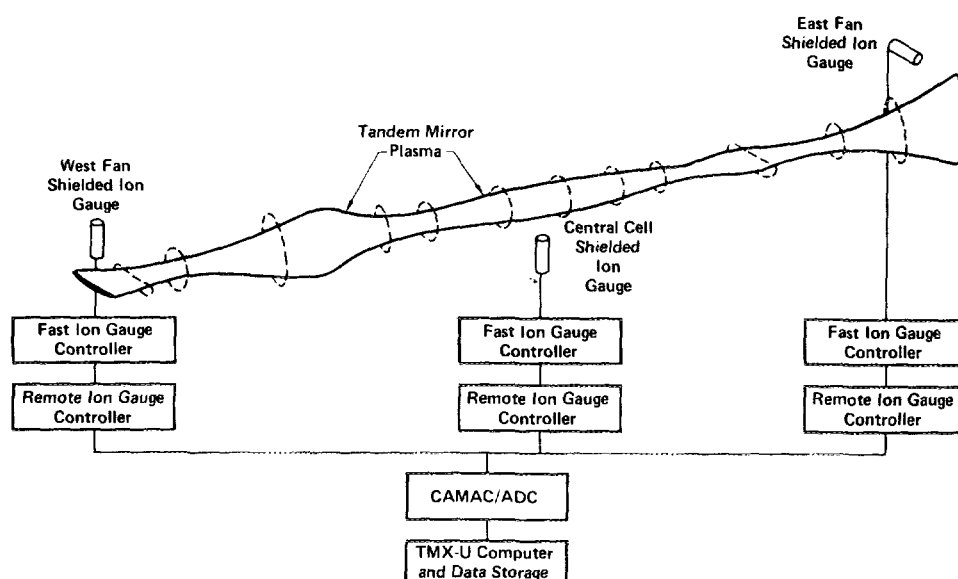 East Fan
Shielded Ion
Gauge
Tandem Mirror
Plasma
West Fan
Shielded Ion
Gauge
Central Cell
Shielded
Ion
Gauge
Fast Ion Gauge
Controller
Fast Ion Gauge
Controller
Fast Ion Gauge
Controller
Remote Ion Gauge
Controller
Remote Ion Gauge
Controller
Remote Ion Gauge
Controller
CAMAC/ADC
TMX-U Computer
and Data Storage